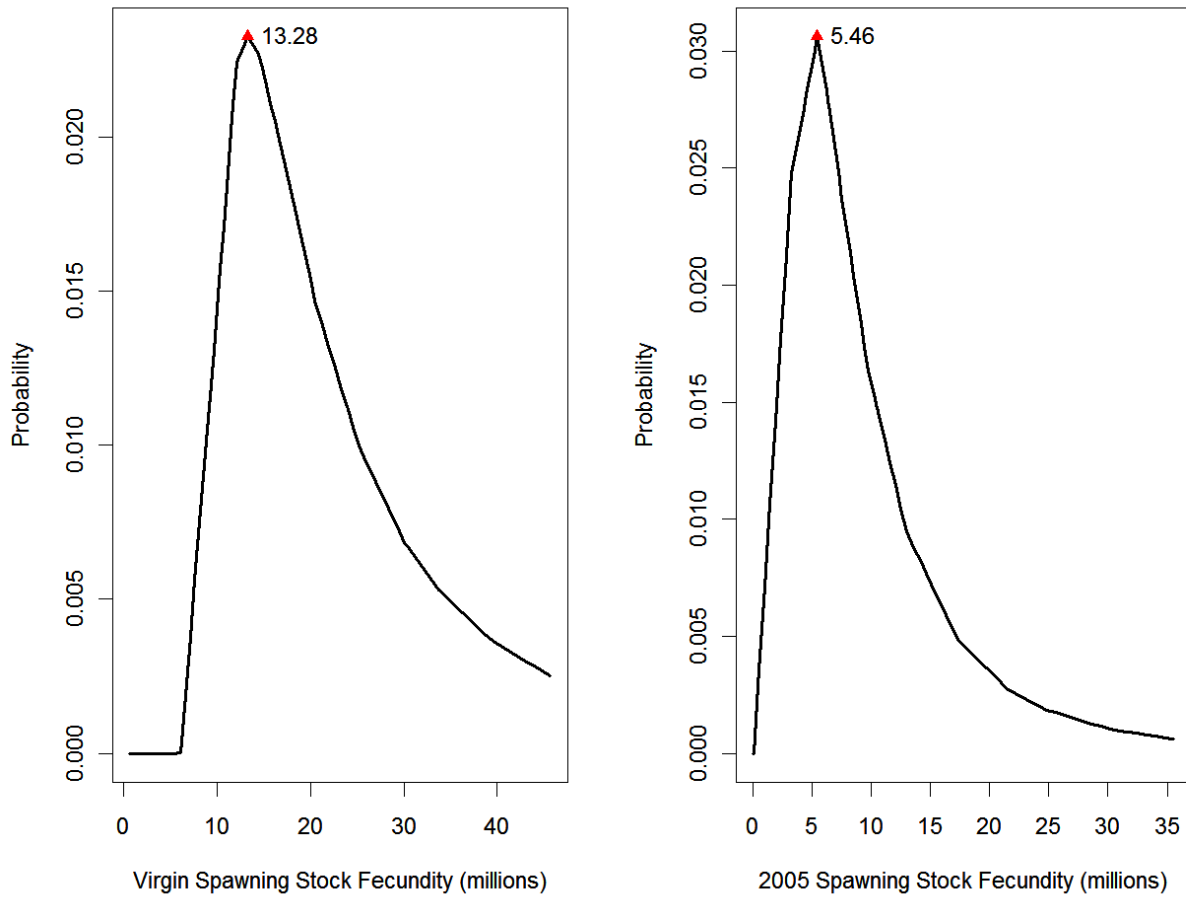 13.28
Probability
0.020
0.015
0.010
0.005
0.000
0 10 20 30 40
Virgin Spawning Stock Fecundity (millions)
5.46
Probability
0.030
0.025
0.020
0.015
0.010
0.005
0.000
0 5 10 15 20 25 30 35
2005 Spawning Stock Fecundity (millions)